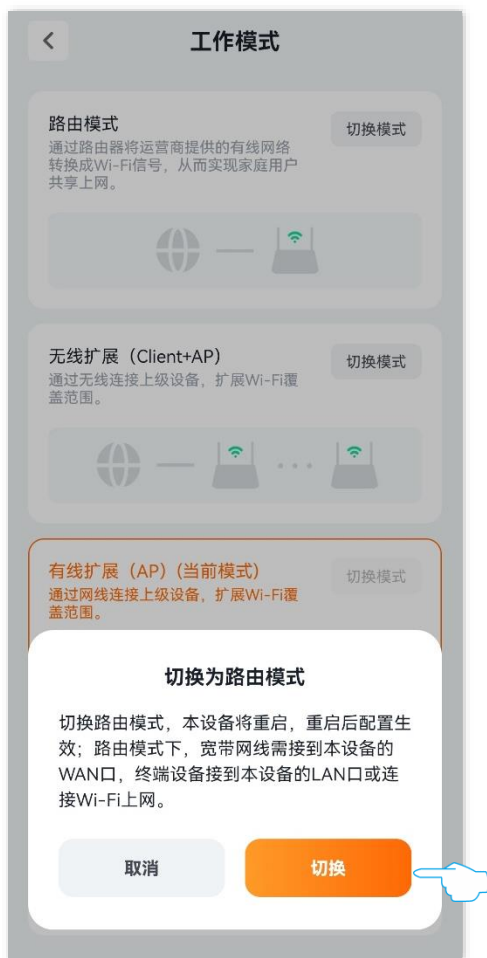 工作模式
路由模式
切换模式
通过路由器将运营商提供的有线网络
转换成Wi-Fi信号，从而实现家庭用户
共享上网。
无线扩展（Client+AP）
切换模式
通过无线连接上级设备，扩展Wi-Fi覆
盖范围。
有线扩展（AP）(当前模式)
切换模式
通过网线连接上级设备，扩展Wi-Fi覆
盖范围。
切换为路由模式
切换路由模式，本设备将重启，重启后配置生
效；路由模式下，宽带网线需接到本设备的
WAN口，终端设备接到本设备的LAN口或连
接Wi-Fi上网。
取消
切换